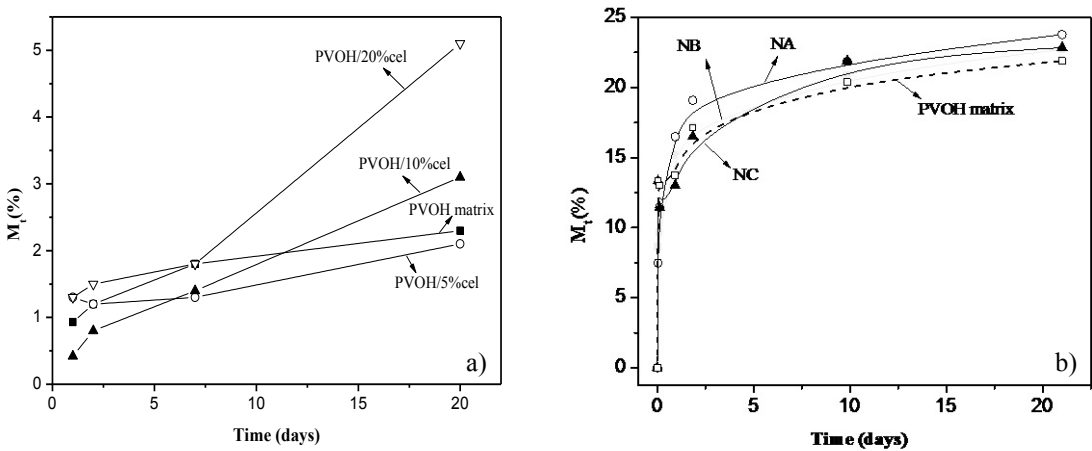 5
4
3
2
1
0
0
5
10
15
20
M_t(%)
Time (days)
PVOH/20%cel
PVOH/10%cel
PVOH matrix
PVOH/5%cel
a)
25
20
15
10
5
0
0
5
10
15
20
M_t(%)
Time (days)
NB
NA
NC
PVOH matrix
b)